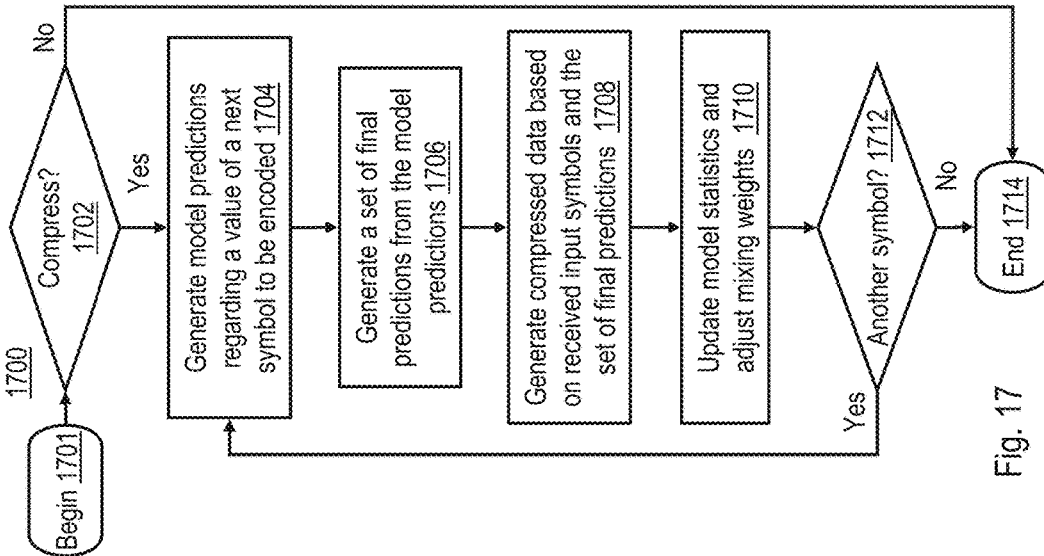 1700
Begin 1701
Compress?
1702
No
Yes
Generate model predictions
regarding a value of a next
symbol to be encoded 1704
Generate a set of final
predictions from the model
predictions 1706
Generate compressed data based
on received input symbols and the
set of final predictions 1708
Update model statistics and
adjust mixing weights 1710
Another symbol? 1712
Yes
No
End 1714
Fig. 17